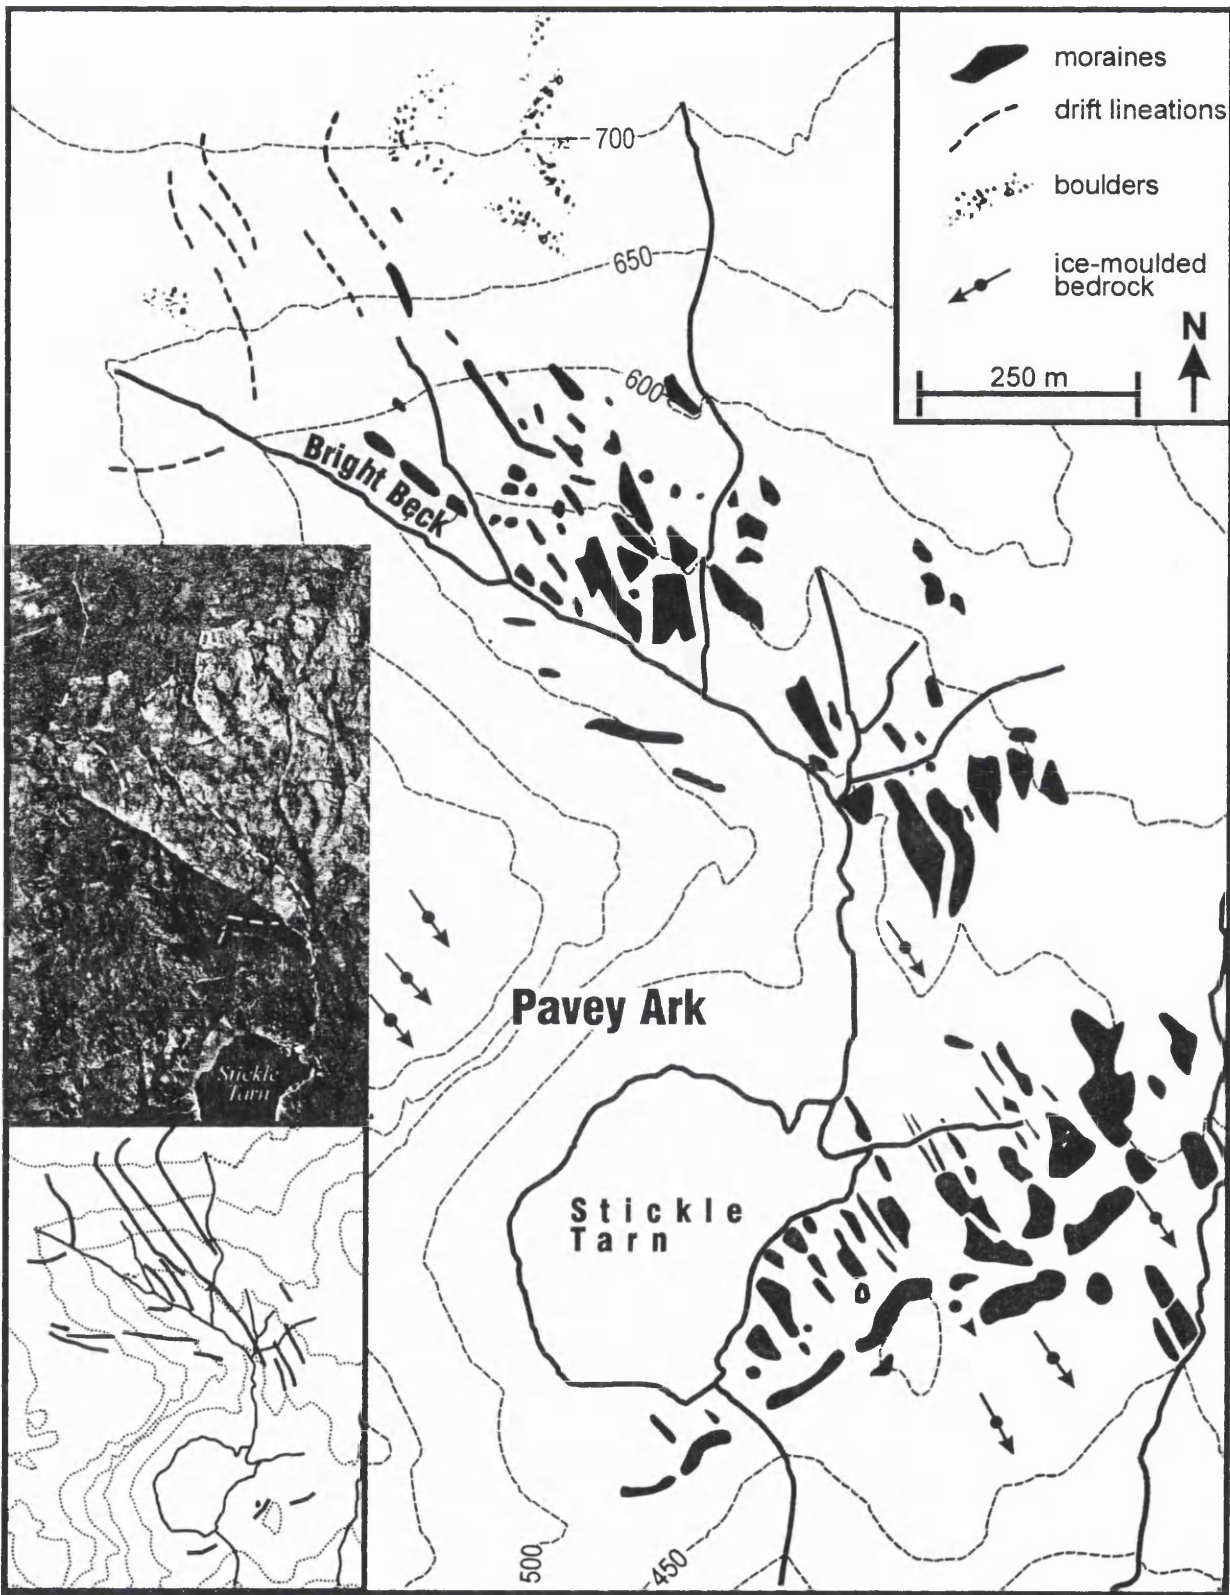 moraines
drift lineations
boulders
ice-moulded
bedrock
N
250 m
700
650
600
Bright Beck
Pavey Ark
Stickle
Tarn
Stickle
Tarn
500
450